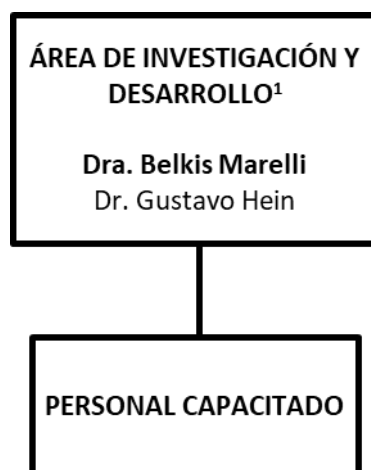 ÁREA DE INVESTIGACIÓN Y
DESARROLLO¹
Dra. Belkis Marelli
Dr. Gustavo Hein
PERSONAL CAPACITADO